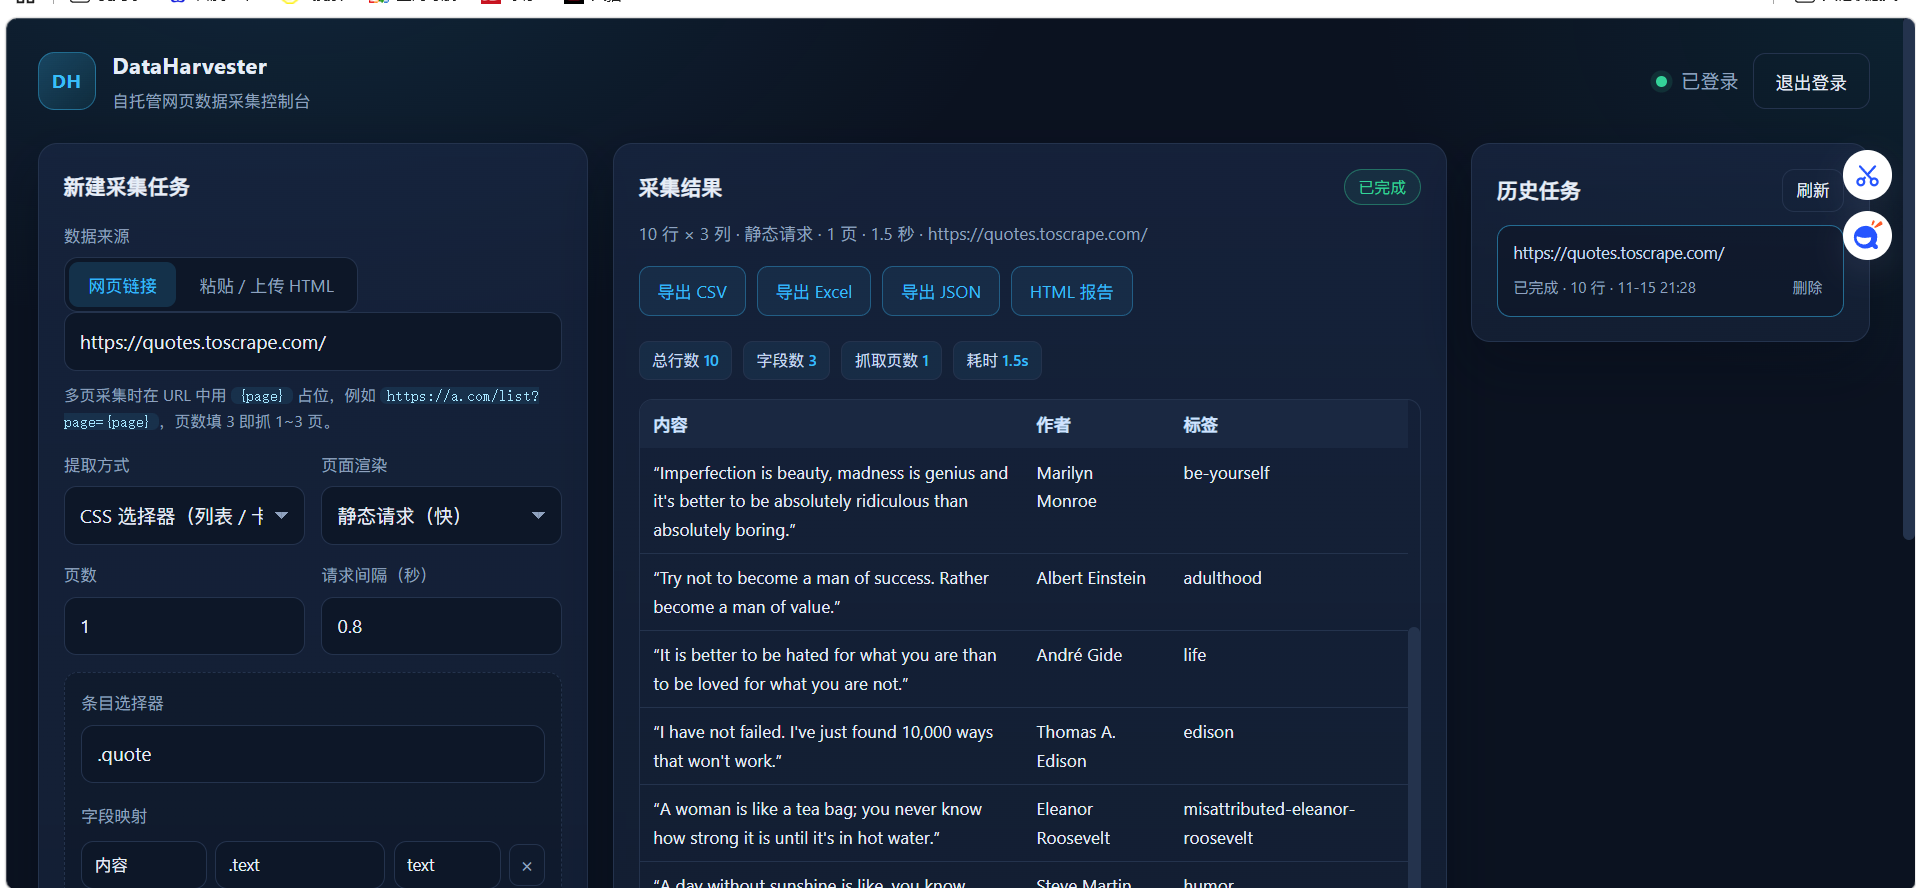 DH
DataHarvester
自托管网页数据采集控制台
已登录
退出登录
新建采集任务
数据来源
网页链接
粘贴 / 上传 HTML
https://quotes.toscrape.com/
多页采集时在 URL 中用 {page} 占位，例如 https://a.com/list?
page={page} ，页数填 3 即抓 1~3 页。
提取方式
页面渲染
CSS 选择器（列表 / 
静态请求（快）
页数
请求间隔（秒）
1
0.8
条目选择器
.quote
字段映射
内容
.text
text
×
采集结果
已完成
10 行 × 3 列 · 静态请求 · 1 页 · 1.5 秒 · https://quotes.toscrape.com/
导出 CSV
导出 Excel
导出 JSON
HTML 报告
总行数 10
字段数 3
抓取页数 1
耗时 1.5s
内容
作者
标签
“Imperfection is beauty, madness is genius and
it's better to be absolutely ridiculous than
absolutely boring.”
Marilyn
Monroe
be-yourself
“Try not to become a man of success. Rather
become a man of value.”
Albert Einstein
adulthood
“It is better to be hated for what you are than
to be loved for what you are not.”
André Gide
life
“I have not failed. I've just found 10,000 ways
that won't work.”
Thomas A.
Edison
edison
“A woman is like a tea bag; you never know
how strong it is until it's in hot water.”
Eleanor
Roosevelt
misattributed-eleanor-
roosevelt
“A day without sunshine is like, you know,
Steve Martin
humor
历史任务
刷新
https://quotes.toscrape.com/
已完成 · 10 行 · 11-15 21:28
删除